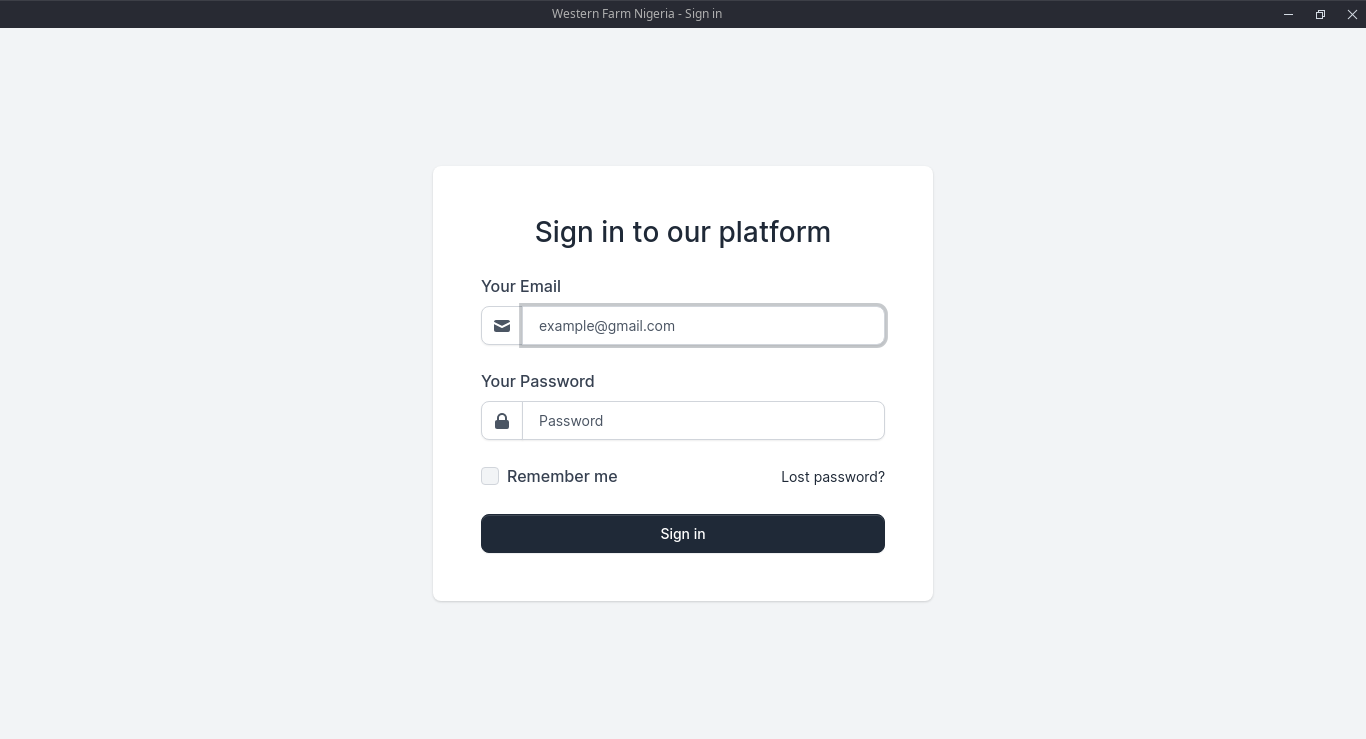 Western Farm Nigeria - Sign in
Sign in to our platform
Your Email
example@gmail.com
Your Password
Password
Remember me
Lost password?
Sign in